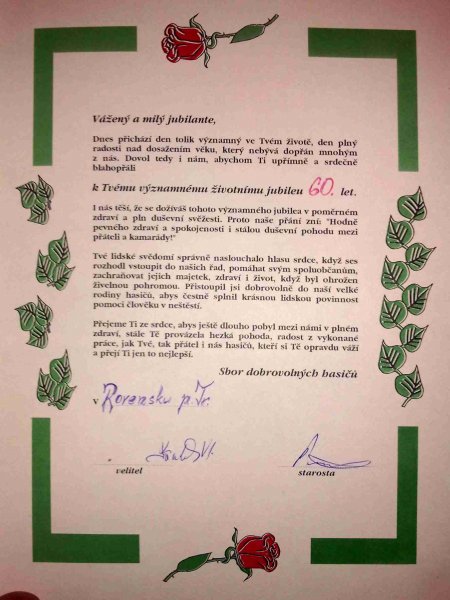 Vážený a milý jubilante,
Dnes přichází den tolik významný ve Tvém životě, den plný
radosti nad dosažením věku, který nebývá dopřán mnohým
z nás. Dovol tedy i nám, abychom Ti upřímně a srdečně
blahopřáli
k Tvému významnému životnímu jubileu 60. let.
I nás těší, že se dožíváš tohoto významného jubilea v poměrném
zdraví a pln duševní svěžesti. Proto naše přání zní: "Hodně
pevného zdraví a spokojenosti i stálou duševní pohodu mezi
přáteli a kamarády!"
Tvé lidské svědomí správně naslouchalo hlasu srdce, když ses
rozhodl vstoupit do našich řad, pomáhat svým spoluobčanům,
zachraňovat jejich majetek, zdraví i život, když byl ohrožen
živelnou pohromou. Přistoupil jsi dobrovolně do naší velké
rodiny hasičů, abys čestně splnil krásnou lidskou povinnost
pomoci člověku v neštěstí.
Přejeme Ti ze srdce, abys ještě dlouho pobyl mezi námi v plném
zdraví, stále Tě provázela hezká pohoda, radost z vykonané
práce, jak Tvé, tak přátel i nás hasičů, kteří si Tě opravdu váží
a přejí Ti jen to nejlepší.
Sbor dobrovolných hasičů
v Rovensku p. Tr.
velitel
starosta